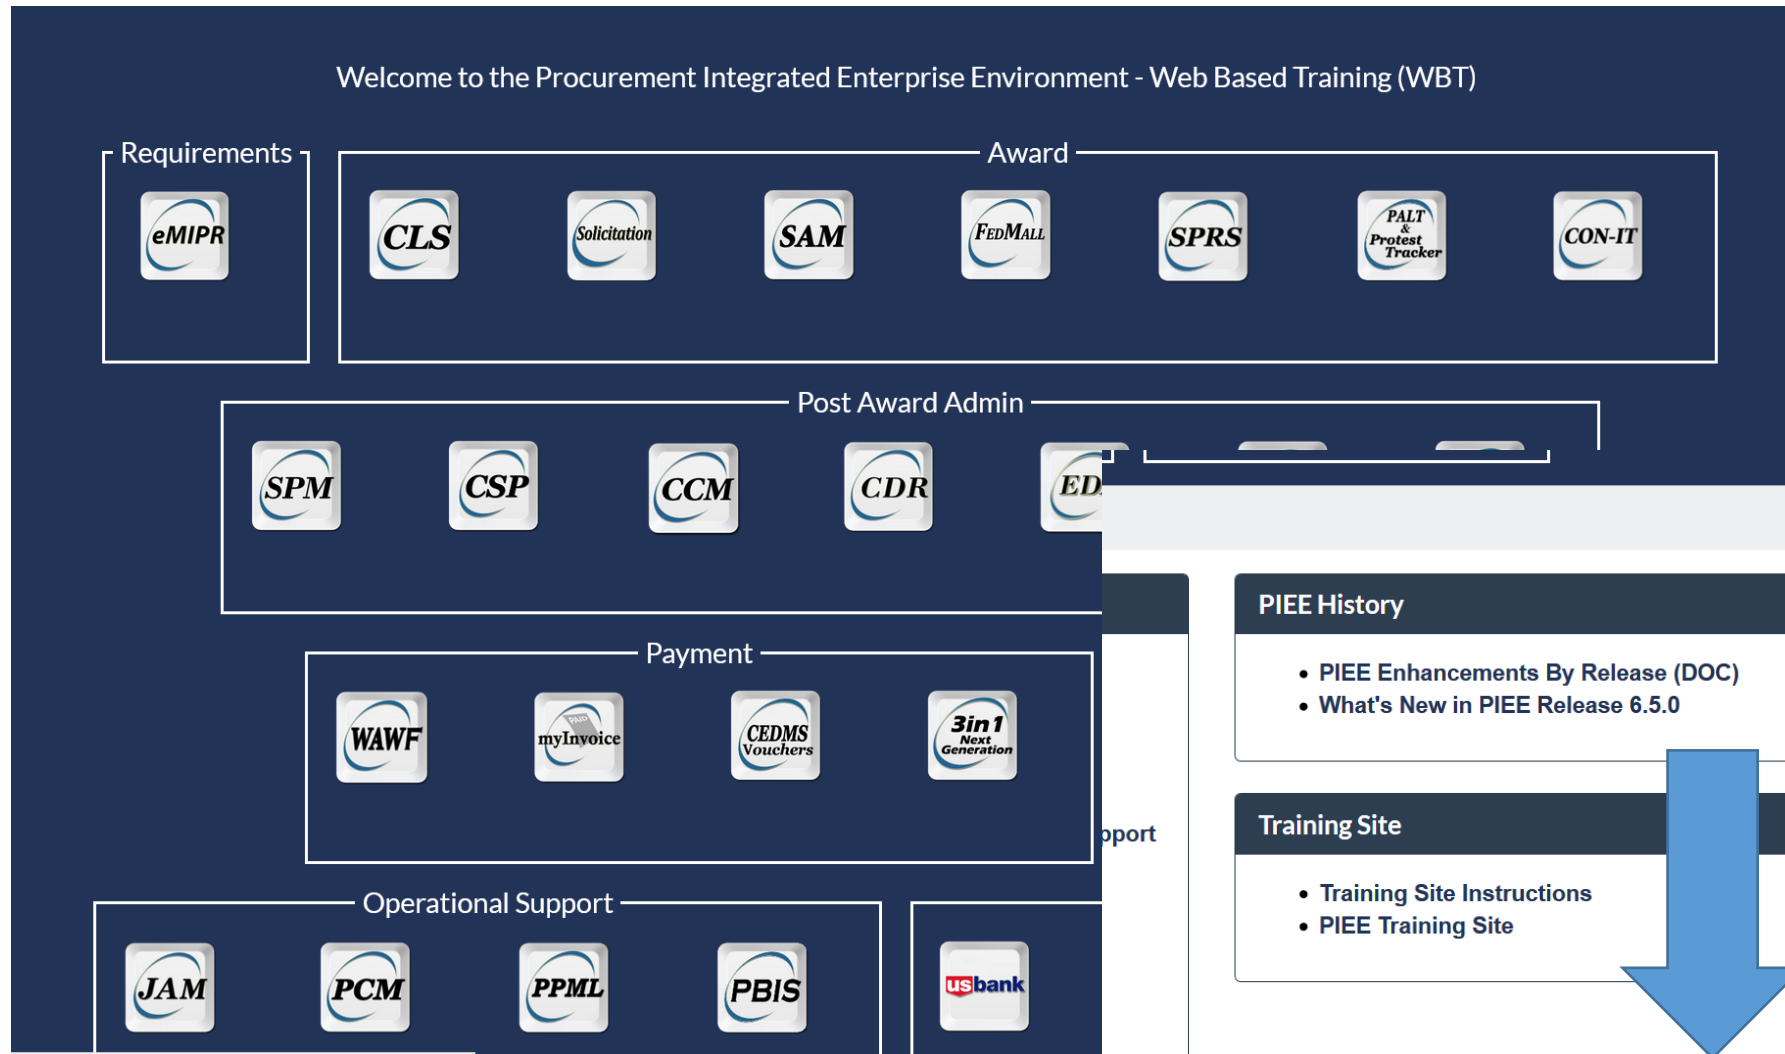 Welcome to the Procurement Integrated Enterprise Environment - Web Based Training (WBT)
Requirements
Award
eMIPR
CLS
Solicitation
SAM
FEDMALL
SPRS
PALT
&
Protest
Tracker
CON-IT
Post Award Admin
SPM
CSP
CCM
CDR
PIEE History
• PIEE Enhancements By Release (DOC)
• What's New in PIEE Release 6.5.0
Payment
WAWF
PAID
myInvoice
CEDMS
Vouchers
3in1
Next
Generation
Training Site
• Training Site Instructions
• PIEE Training Site
Operational Support
JAM
PCM
PPML
PBIS
usbank